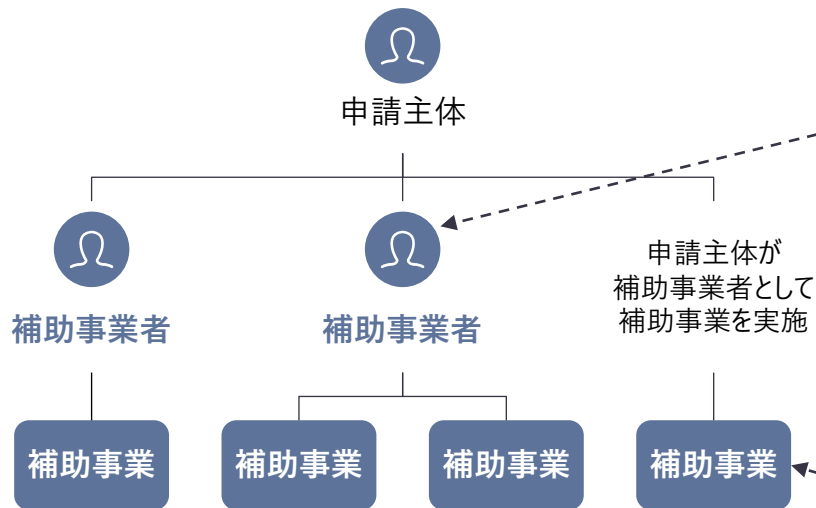 申請主体
補助事業者
補助事業者
申請主体が
補助事業者として
補助事業を実施
補助事業
補助事業
補助事業
補助事業